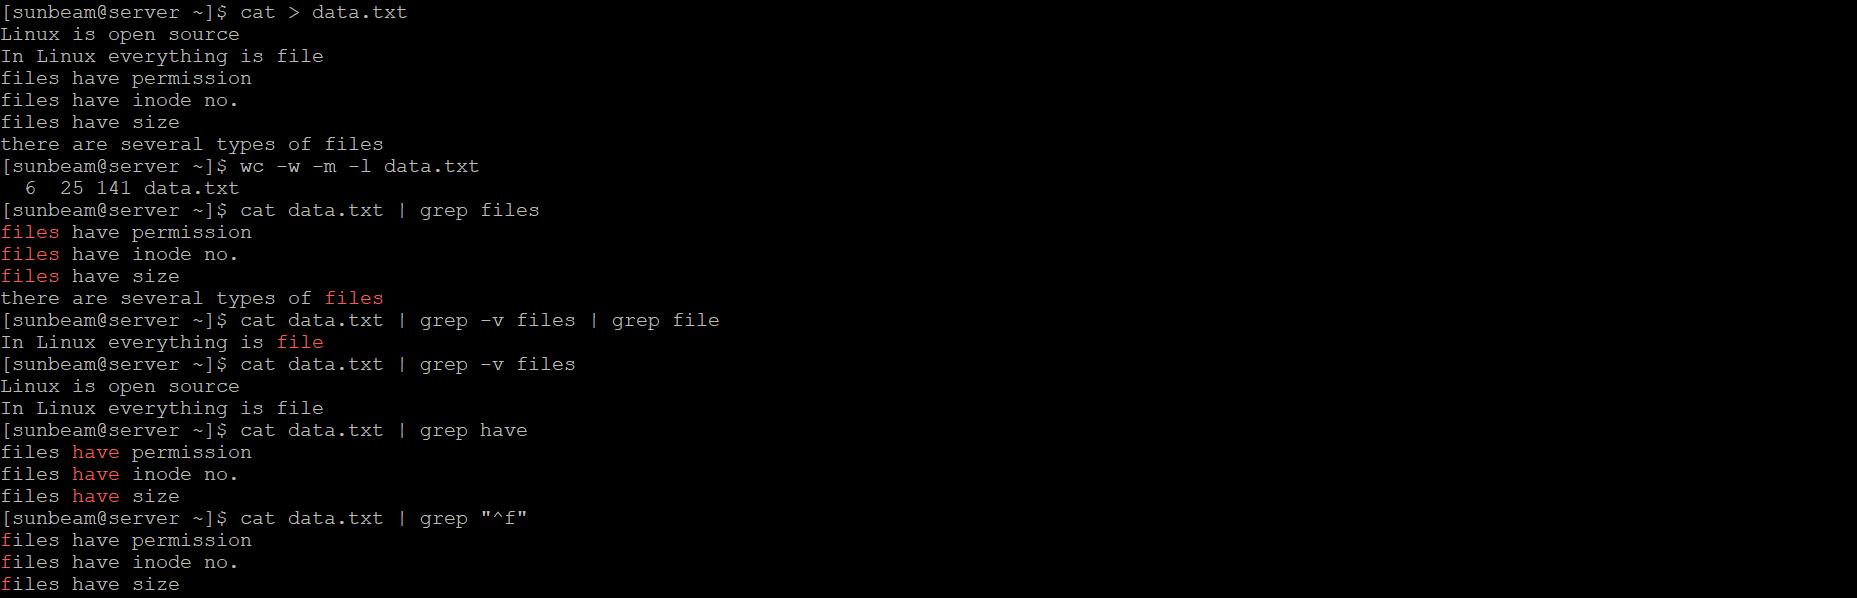 [sunbeam@server ~]$ cat > data.txt
Linux is open source
In Linux everything is file
files have permission
files have inode no.
files have size
there are several types of files
[sunbeam@server ~]$ wc -w -m -l data.txt
  6  25 141 data.txt
[sunbeam@server ~]$ cat data.txt | grep files
files have permission
files have inode no.
files have size
there are several types of files
[sunbeam@server ~]$ cat data.txt | grep -v files | grep file
In Linux everything is file
[sunbeam@server ~]$ cat data.txt | grep -v files
Linux is open source
In Linux everything is file
[sunbeam@server ~]$ cat data.txt | grep have
files have permission
files have inode no.
files have size
[sunbeam@server ~]$ cat data.txt | grep "^f"
files have permission
files have inode no.
files have size